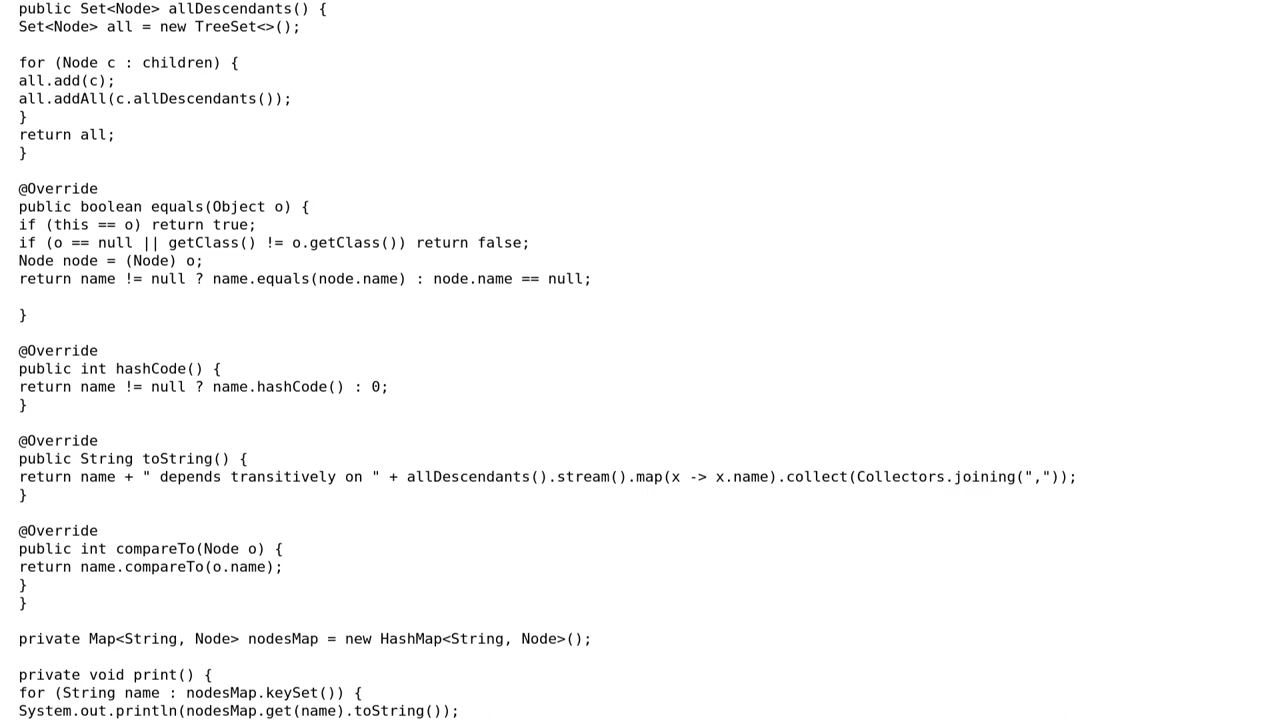 public Set<Node> allDescendants() {
Set<Node> all = new TreeSet<>();
for (Node c : children) {
all.add(c);
all.addAll(c.allDescendants());
}
return all;
}
@Override
public boolean equals(Object o) {
if (this == o) return true;
if (o == null || getClass() != o.getClass()) return false;
Node node = (Node) o;
return name != null ? name.equals(node.name) : node.name == null;
}
@Override
public int hashCode() {
return name != null ? name.hashCode() : 0;
}
@Override
public String toString() {
return name + " depends transitively on " + allDescendants().stream().map(x -> x.name).collect(Collectors.joining(","));
}
@Override
public int compareTo(Node o) {
return name.compareTo(o.name);
}
}
private Map<String, Node> nodesMap = new HashMap<String, Node>();
private void print() {
for (String name : nodesMap.keySet()) {
System.out.println(nodesMap.get(name).toString());